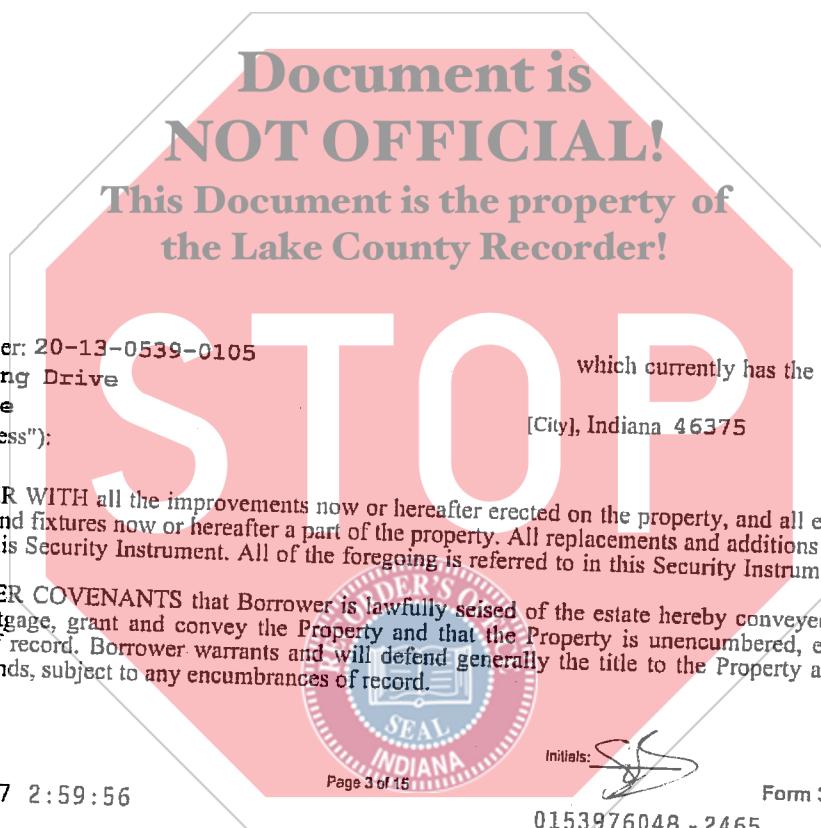 Document is
NOT OFFICIAL!
This Document is the property of
the Lake County Recorder!
STOP
er: 20-13-0539-0105
which currently has the
ng Drive
e
[City], Indiana 46375
ess"):
R WITH all the improvements now or hereafter erected on the property, and all e
nd fixtures now or hereafter a part of the property. All replacements and additions
is Security Instrument. All of the foregoing is referred to in this Security Instrum
ER COVENANTS that Borrower is lawfully seised of the estate hereby conveye
tgage, grant and convey the Property and that the Property is unencumbered, e
record. Borrower warrants and will defend generally the title to the Property a
nds, subject to any encumbrances of record.
RECORDER'S OF
SEAL
INDIANA
Initials:
7 2:59:56
Page 3 of 15
Form 3
0153976048 - 2465